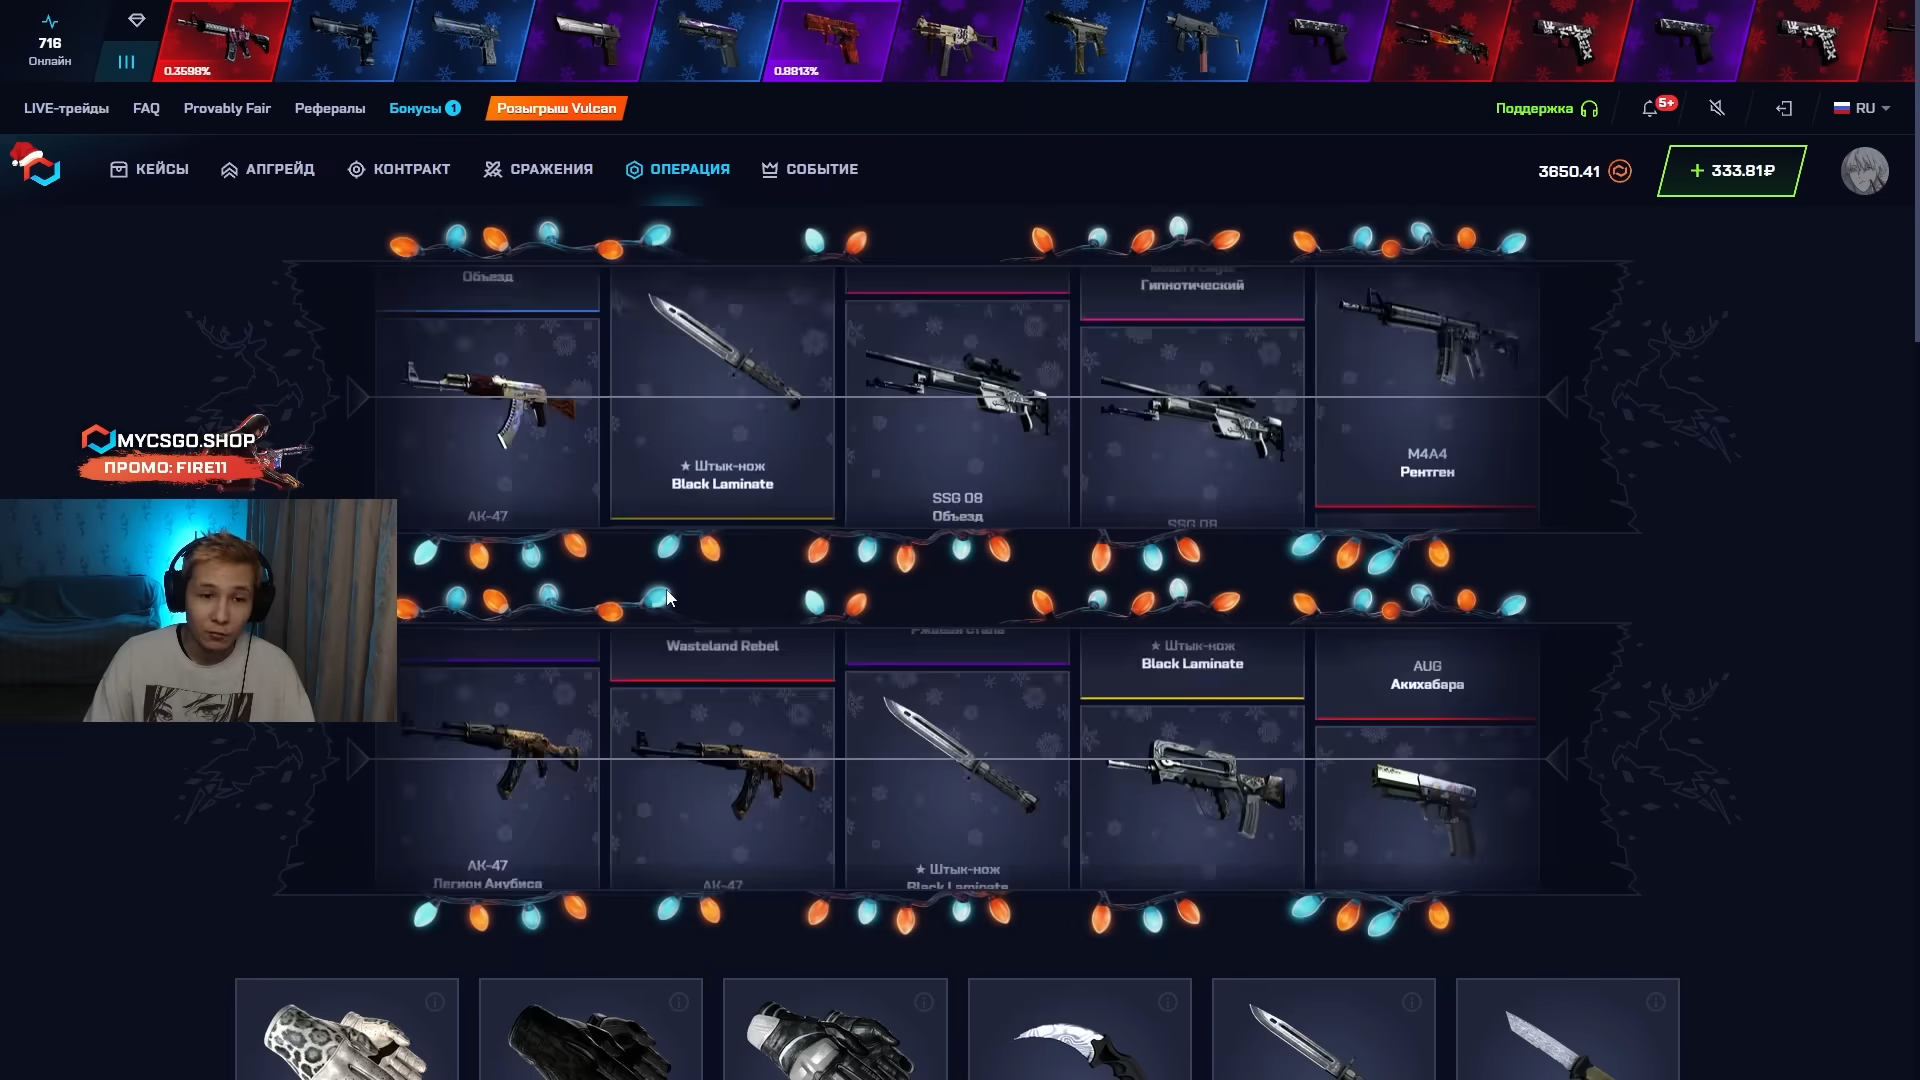 716
Онлайн
0.3598%
0.8813%
LIVE-трейды
FAQ
Provably Fair
Рефералы
Бонусы 1
Розыгрыш Vulcan
Поддержка
5+
RU
КЕЙСЫ
АПГРЕЙД
КОНТРАКТ
СРАЖЕНИЯ
ОПЕРАЦИЯ
СОБЫТИЕ
3650.41
+ 333.81₽
Объезд
АК-47
★ Штык-нож
Black Laminate
SSG 08
Объезд
Гипнотический
SSG 08
M4A4
Рентген
MYCSGO.SHOP
ПРОМО: FIRE11
Wasteland Rebel
Ржавая сталь
★ Штык-нож
Black Laminate
AUG
Акихабара
АК-47
Легион Анубиса
АК-47
★ Штык-нож
Black Laminate